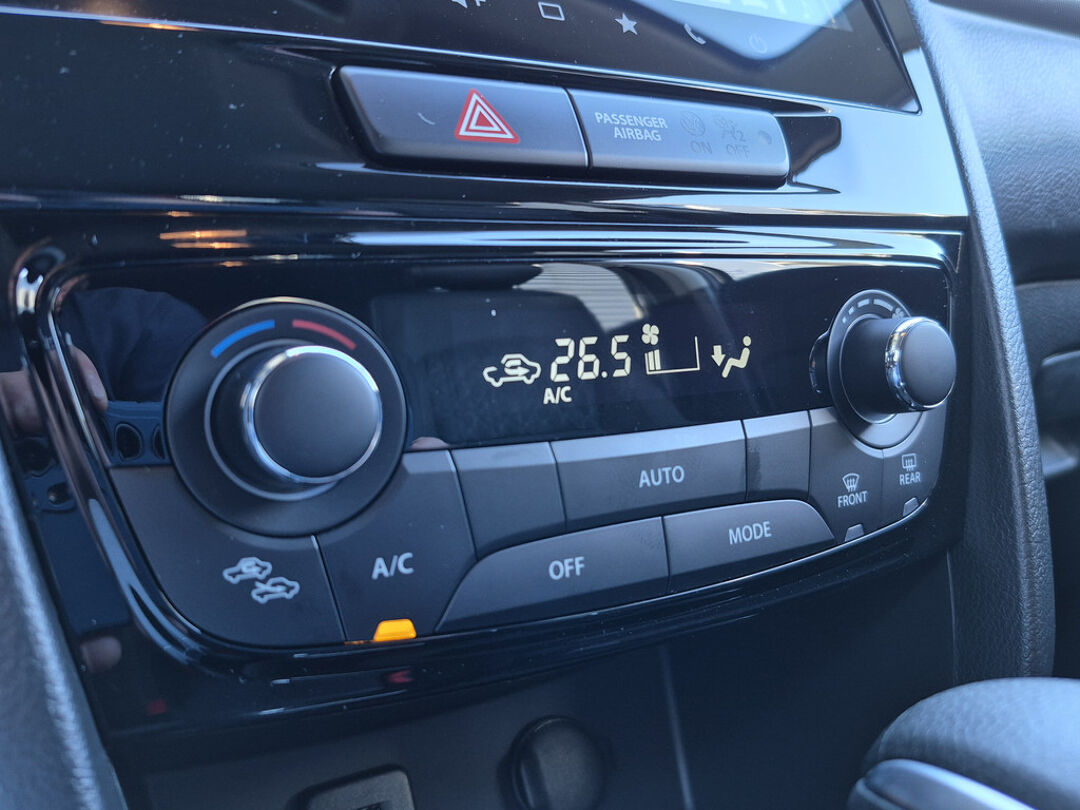 PASSENGER
AIRBAG
ON OFF
26.5
A/C
AUTO
FRONT
REAR
A/C
OFF
MODE